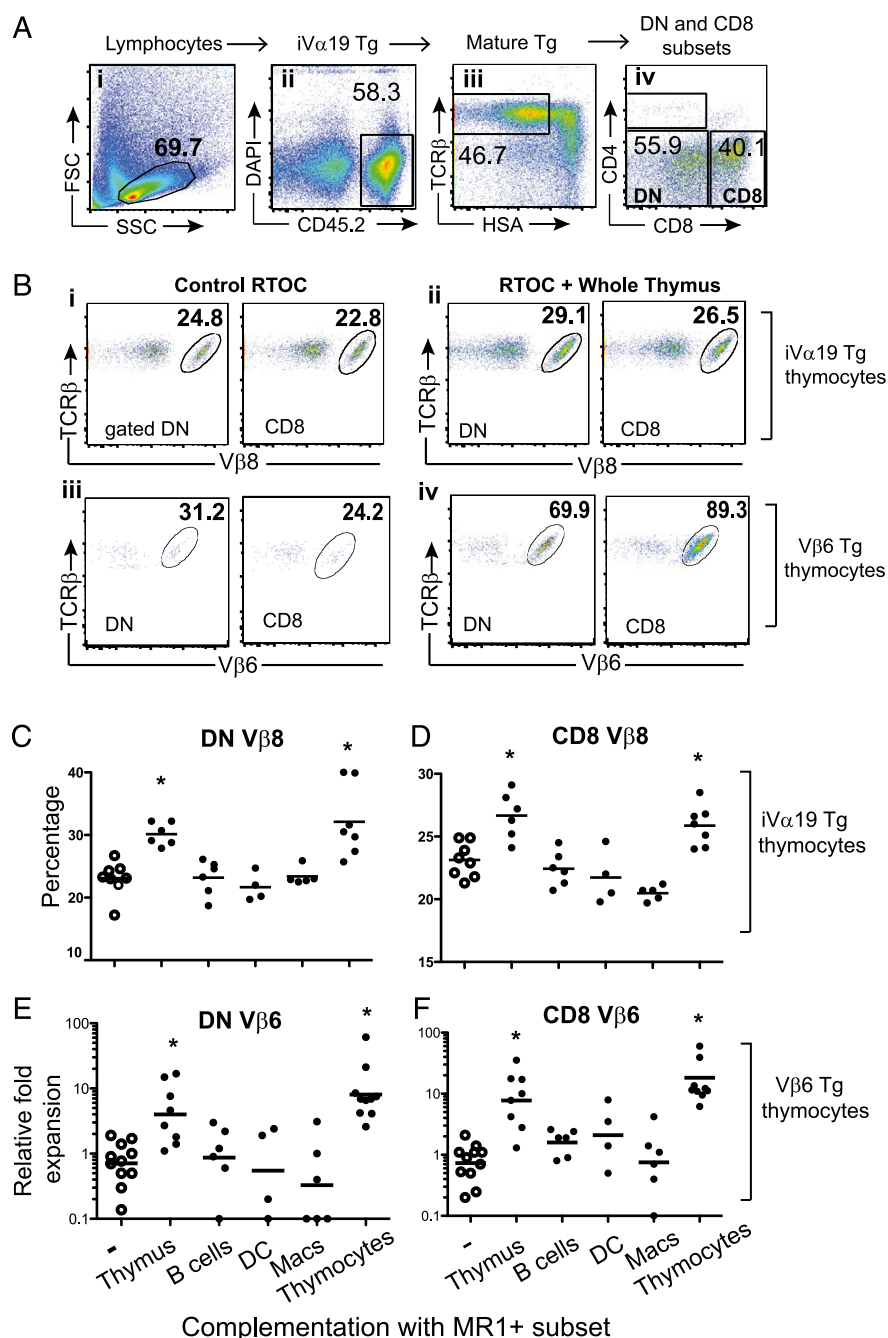 A
Lymphocytes → iVα19 Tg → Mature Tg → DN and CD8 subsets
i
69.7
FSC
SSC
ii
58.3
DAPI
CD45.2
iii
46.7
TCRβ
HSA
iv
55.9
40.1
DN
CD8
CD4
CD8
B
Control RTOC
RTOC + Whole Thymus
i
24.8
22.8
TCRβ
gated DN
CD8
Vβ8
ii
29.1
26.5
TCRβ
DN
CD8
Vβ8
iVα19 Tg
thymocytes
iii
31.2
24.2
TCRβ
DN
CD8
Vβ6
iv
69.9
89.3
TCRβ
DN
CD8
Vβ6
Vβ6 Tg
thymocytes
C
DN Vβ8
Percentage
40
30
20
10
*
*
D
CD8 Vβ8
30
25
20
15
*
*
iVα19 Tg
thymocytes
E
DN Vβ6
Relative fold
expansion
100
10
1
0.1
*
*
-
Thymus
B cells
DC
Macs
Thymocytes
F
CD8 Vβ6
100
10
1
0.1
*
*
-
Thymus
B cells
DC
Macs
Thymocytes
Vβ6 Tg
thymocytes
Complementation with MR1+ subset